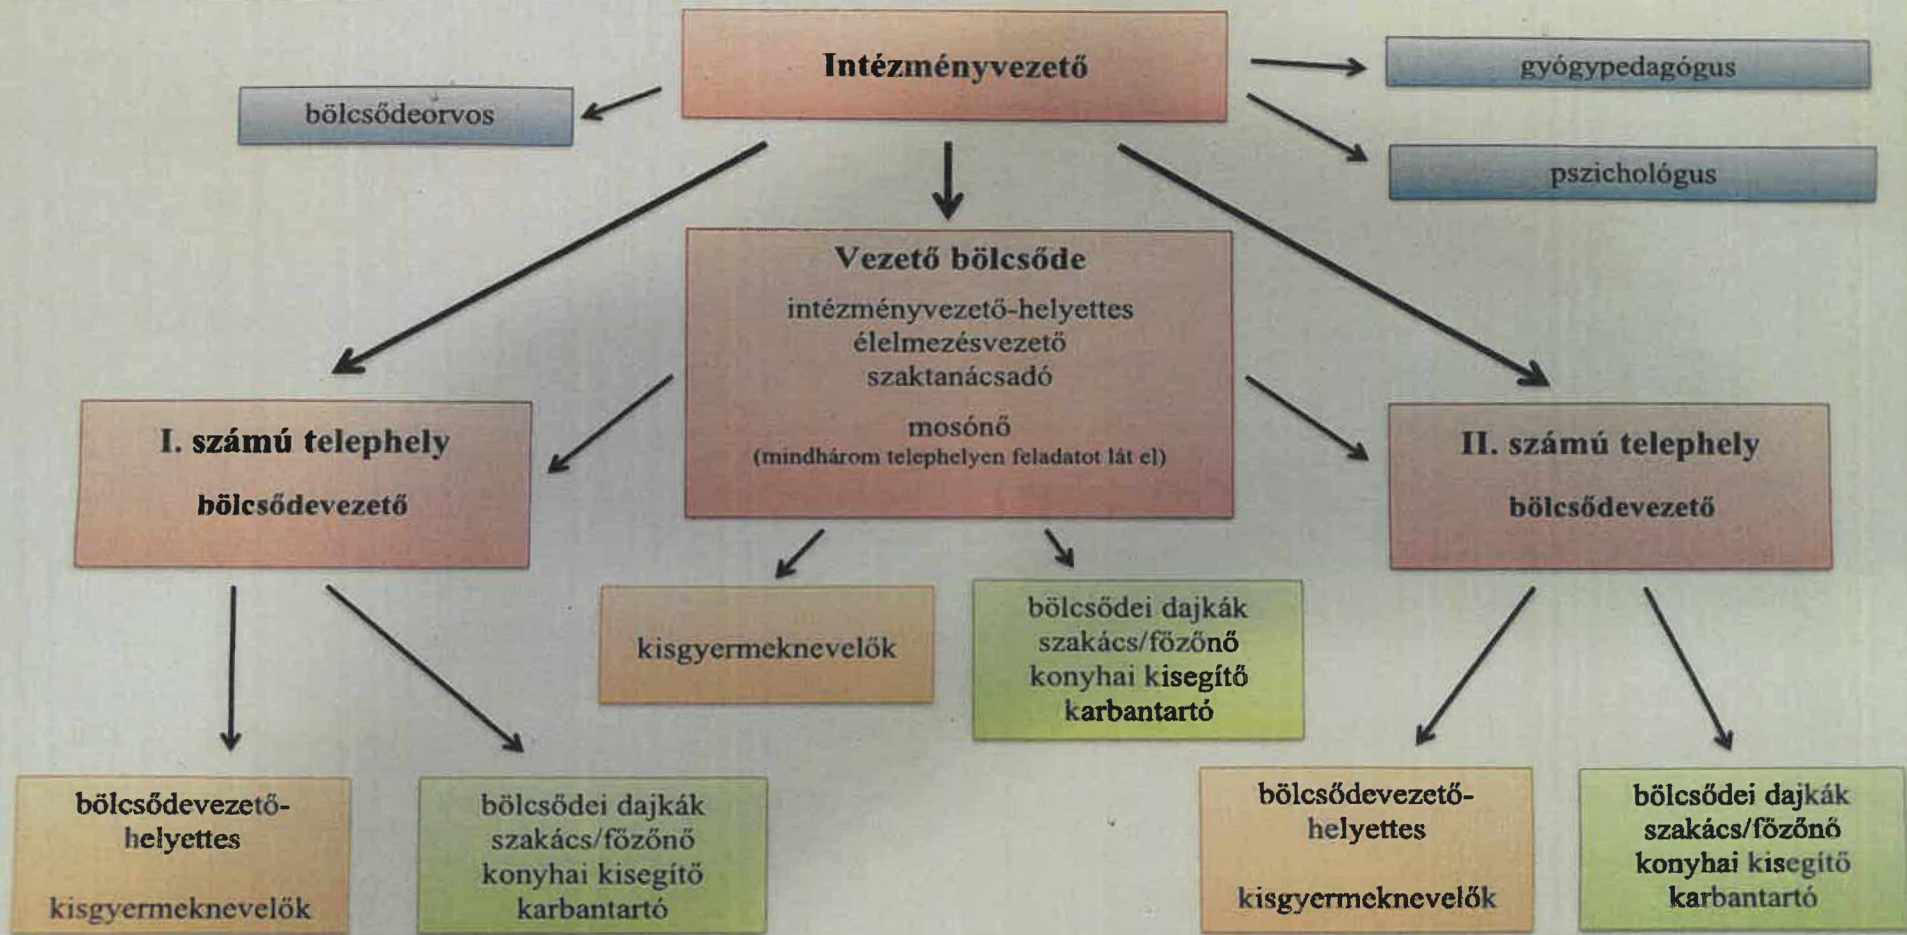 Intézményvezető
bölcsődeorvos
gyógypedagógus
pszichológus
Vezető bölcsőde
intézményvezető-helyettes
élelmezésvezető
szaktanácsadó
mosónő
(mindhárom telephelyen feladatot lát el)
I. számú telephely
bölcsődevezető
II. számú telephely
bölcsődevezető
kisgyermeknevelők
bölcsődei dajkák
szakács/főzőnő
konyhai kisegítő
karbantartó
bölcsődevezető-
helyettes
kisgyermeknevelők
bölcsődei dajkák
szakács/főzőnő
konyhai kisegítő
karbantartó
bölcsődevezető-
helyettes
kisgyermeknevelők
bölcsődei dajkák
szakács/főzőnő
konyhai kisegítő
karbantartó